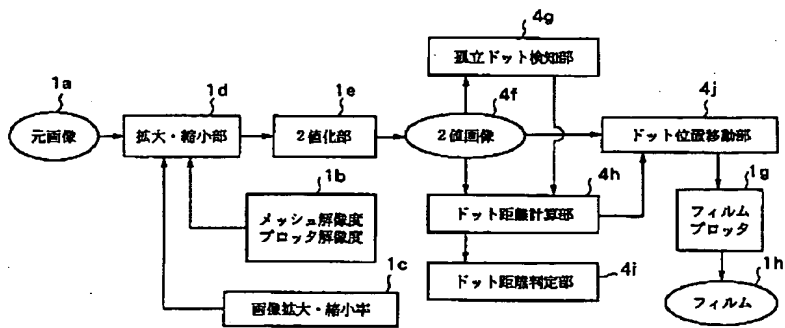 4g
孤立ドット検知部
1a
1d
1e
4f
4j
元画像
拡大・縮小部
2値化部
2値画像
ドット位置移動部
1b
メッシュ解像度
プロッタ解像度
4h
ドット距離計算部
1g
フィルム
プロッタ
1c
画像拡大・縮小率
ドット距離判定部
4i
1h
フィルム